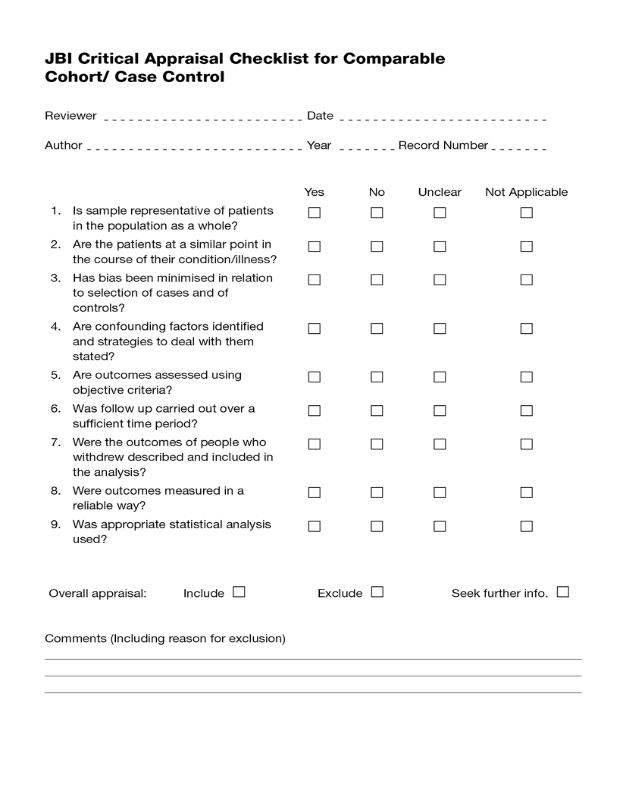 JBI Critical Appraisal Checklist for Comparable
Cohort/ Case Control
Reviewer _ _ _ _ _ _ _ _ _ _ _ _ _ _ _ _ _ _ _ _ _ _ _ _ Date _ _ _ _ _ _ _ _ _ _ _ _ _ _ _ _ _ _ _ _ _ _ _ _ _
Author _ _ _ _ _ _ _ _ _ _ _ _ _ _ _ _ _ _ _ _ _ _ _ _ _ _ Year _ _ _ _ _ _ _ Record Number _ _ _ _ _ _ _
Yes No Unclear Not Applicable
1. Is sample representative of patients
in the population as a whole?
2. Are the patients at a similar point in
the course of their condition/illness?
3. Has bias been minimised in relation
to selection of cases and of
controls?
4. Are confounding factors identified
and strategies to deal with them
stated?
5. Are outcomes assessed using
objective criteria?
6. Was follow up carried out over a
sufficient time period?
7. Were the outcomes of people who
withdrew described and included in
the analysis?
8. Were outcomes measured in a
reliable way?
9. Was appropriate statistical analysis
used?
Overall appraisal: Include Exclude Seek further info.
Comments (Including reason for exclusion)